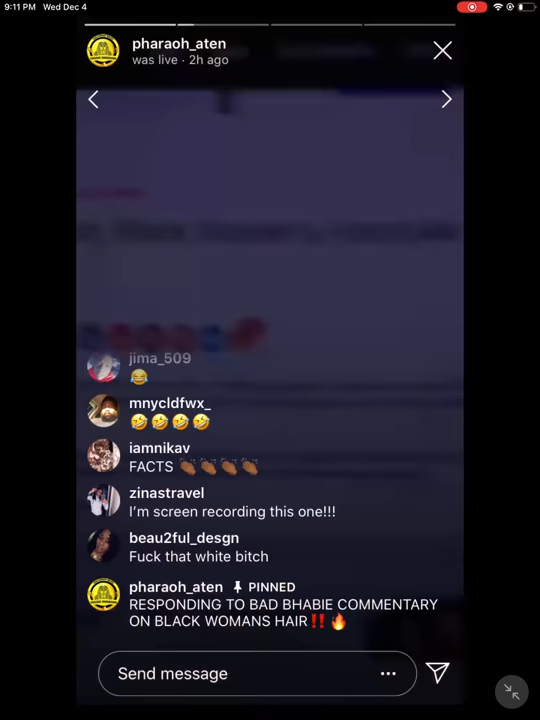 9:11 PM Wed Dec 4
pharaoh_aten
was live · 2h ago
jima_509
😂
mnycldfwx_
🤣🤣🤣🤣
iamnikav
FACTS 👏🏾👏🏾👏🏾👏🏾
zinastravel
I'm screen recording this one!!!
beau2ful_desgn
Fuck that white bitch
pharaoh_aten 📌 PINNED
RESPONDING TO BAD BHABIE COMMENTARY
ON BLACK WOMANS HAIR‼️🔥
Send message ···